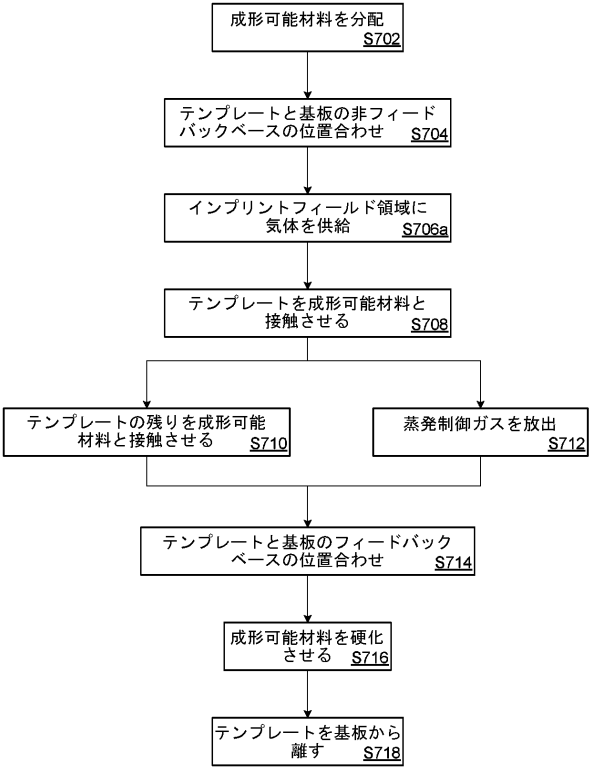 成形可能材料を分配
S702
テンプレートと基板の非フィード
バックベースの位置合わせ S704
インプリントフィールド領域に
気体を供給 S706a
テンプレートを成形可能材料と
接触させる S708
テンプレートの残りを成形可能
材料と接触させる S710
蒸発制御ガスを放出
S712
テンプレートと基板のフィードバック
ベースの位置合わせ S714
成形可能材料を硬化
させる S716
テンプレートを基板から
離す S718